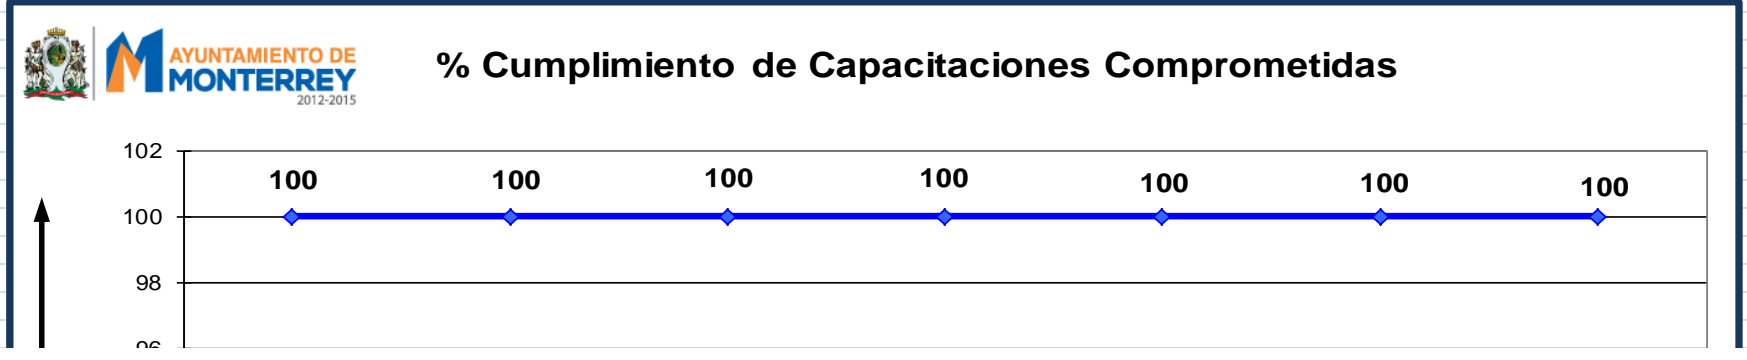 AYUNTAMIENTO DE
MONTERREY
2012-2015
% Cumplimiento de Capacitaciones Comprometidas
102
100 100 100 100 100 100 100
100
98
96